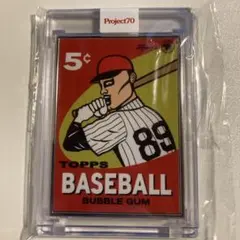 Project70
5¢
89
TOPPS
BASEBALL
BUBBLE GUM